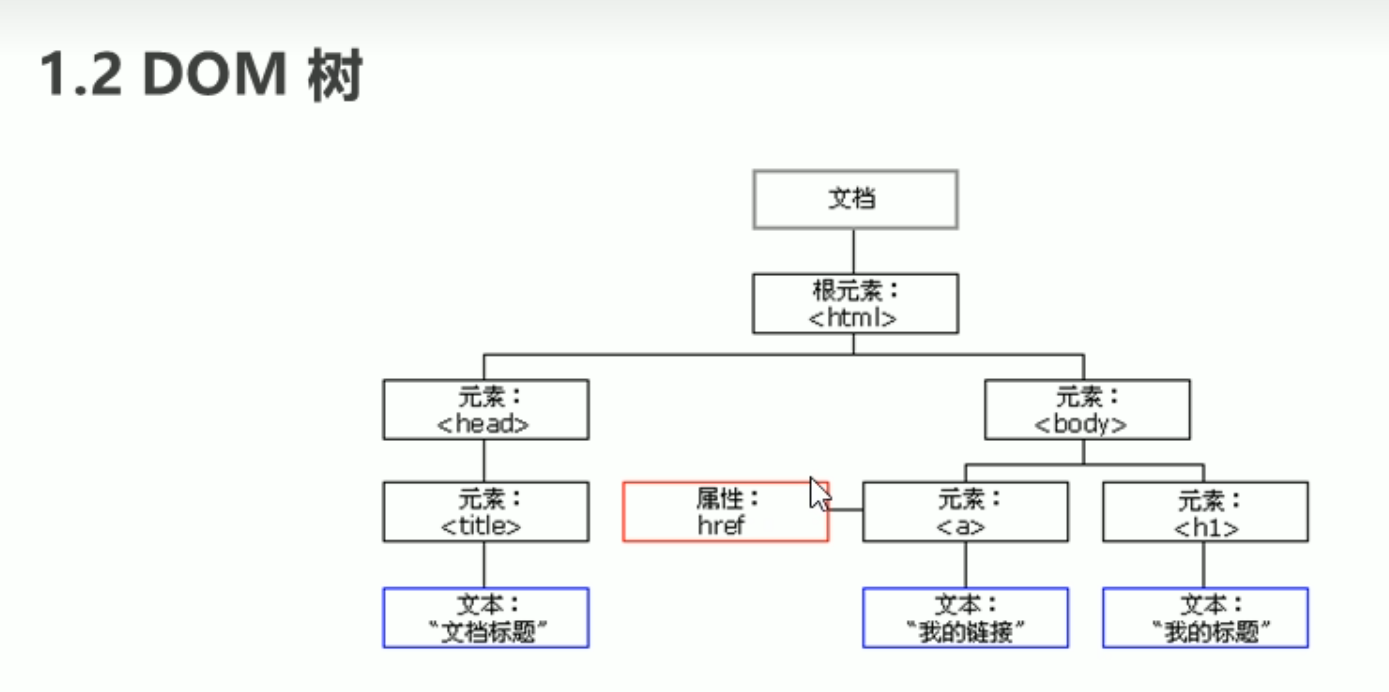 1.2 DOM 树
文档
根元素：
<html>
元素：
<head>
元素：
<body>
元素：
<title>
属性：
href
元素：
<a>
元素：
<h1>
文本：
“文档标题”
文本：
“我的链接”
文本：
“我的标题”